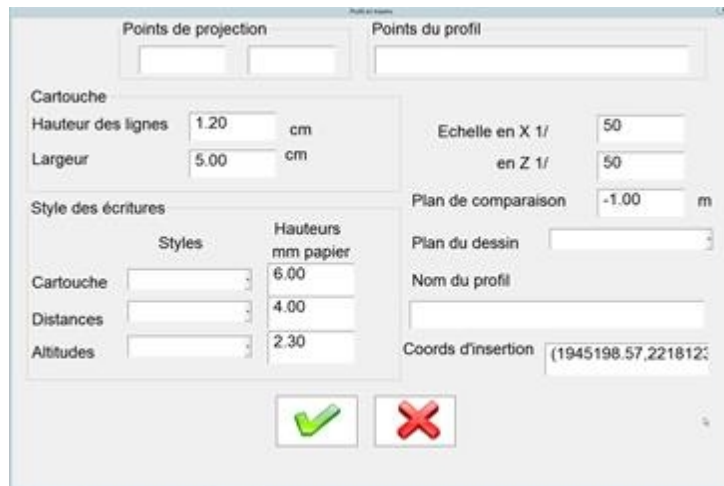 Points de projection
Points du profil
Cartouche
Hauteur des lignes 1.20 cm
Largeur 5.00 cm
Echelle en X 1/ 50
en Z 1/ 50
Plan de comparaison -1.00 m
Plan du dessin
Nom du profil
Coords d'insertion (1945198.57,2218123
Style des écritures
Styles
Hauteurs
mm papier
Cartouche 6.00
Distances 4.00
Altitudes 2.30